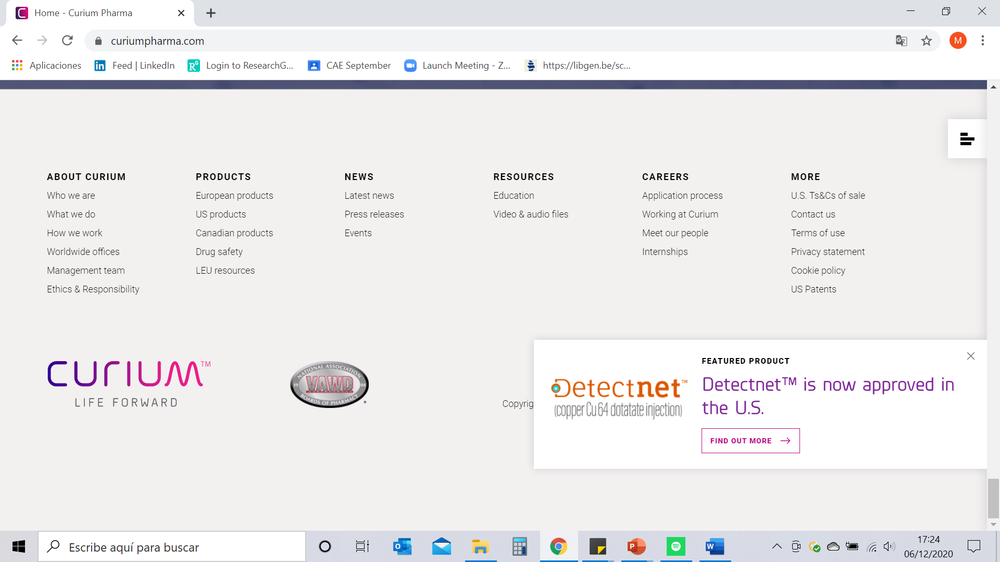 Home - Curium Pharma
curiumpharma.com
M
Aplicaciones
in Feed | LinkedIn
RG Login to ResearchG...
CAE September
Launch Meeting - Z...
https://libgen.be/sc...
ABOUT CURIUM
Who we are
What we do
How we work
Worldwide offices
Management team
Ethics & Responsibility
PRODUCTS
European products
US products
Canadian products
Drug safety
LEU resources
NEWS
Latest news
Press releases
Events
RESOURCES
Education
Video & audio files
CAREERS
Application process
Working at Curium
Meet our people
Internships
MORE
U.S. Ts&Cs of sale
Contact us
Terms of use
Privacy statement
Cookie policy
US Patents
CURIUM™
LIFE FORWARD
NATIONAL ASSOCIATION
19 VAWD 04
BOARDS OF PHARMACY
Copyrig
Detectnet™
(copper Cu 64 dotatate injection)
FEATURED PRODUCT
Detectnet™ is now approved in
the U.S.
FIND OUT MORE
Escribe aquí para buscar
17:24
06/12/2020